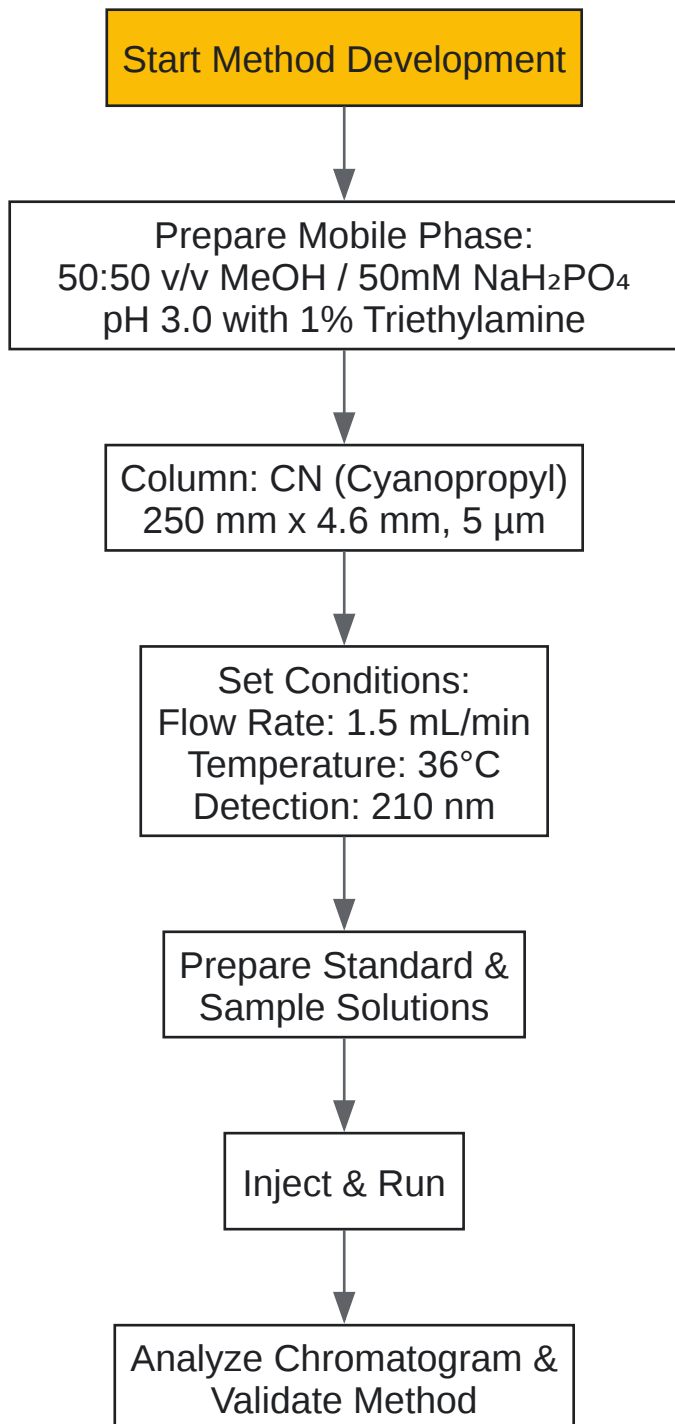 Start Method Development
Prepare Mobile Phase:
50:50 v/v MeOH / 50mM NaH₂PO₄
pH 3.0 with 1% Triethylamine
Column: CN (Cyanopropyl)
250 mm x 4.6 mm, 5 µm
Set Conditions:
Flow Rate: 1.5 mL/min
Temperature: 36°C
Detection: 210 nm
Prepare Standard &
Sample Solutions
Inject & Run
Analyze Chromatogram &
Validate Method